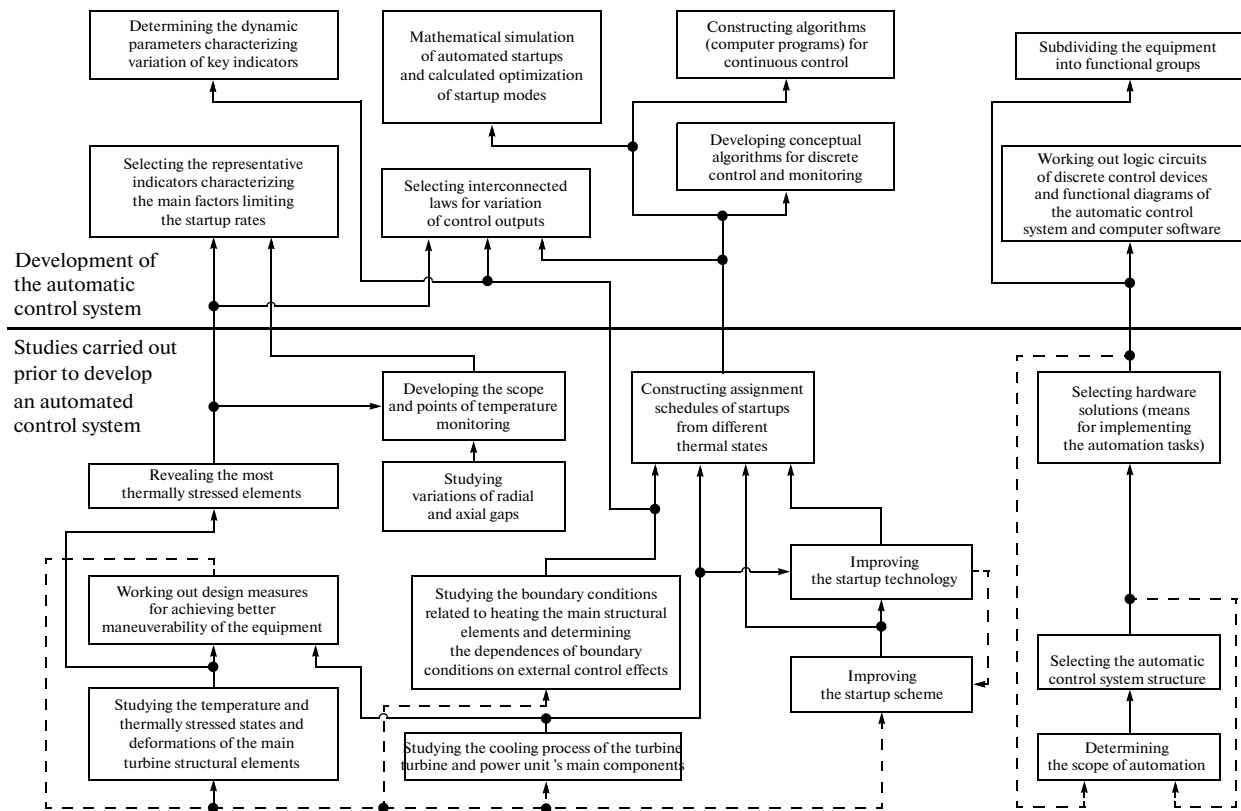 Determining the dynamic
parameters characterizing
variation of key indicators
Mathematical simulation
of automated startups
and calculated optimization
of startup modes
Constructing algorithms
(computer programs) for
continuous control
Subdividing the equipment
into functional groups
Selecting the representative
indicators characterizing
the main factors limiting
the startup rates
Selecting interconnected
laws for variation
of control outputs
Developing conceptual
algorithms for discrete
control and monitoring
Working out logic circuits
of discrete control devices
and functional diagrams of
the automatic control
system and computer software
Development of
the automatic
control system
Studies carried out
prior to develop
an automated
control system
Developing the scope
and points of temperature
monitoring
Constructing assignment
schedules of startups
from different
thermal states
Selecting hardware
solutions (means
for implementing
the automation tasks)
Revealing the most
thermally stressed elements
Studying
variations of radial
and axial gaps
Working out design measures
for achieving better
maneuverability of the equipment
Studying the boundary conditions
related to heating the main structural
elements and determining
the dependences of boundary
conditions on external control effects
Improving
the startup technology
Improving
the startup scheme
Selecting the automatic
control system structure
Studying the temperature and
thermally stressed states and
deformations of the main
turbine structural elements
Studying the cooling process of the turbine
turbine and power unit's main components
Determining
the scope of automation